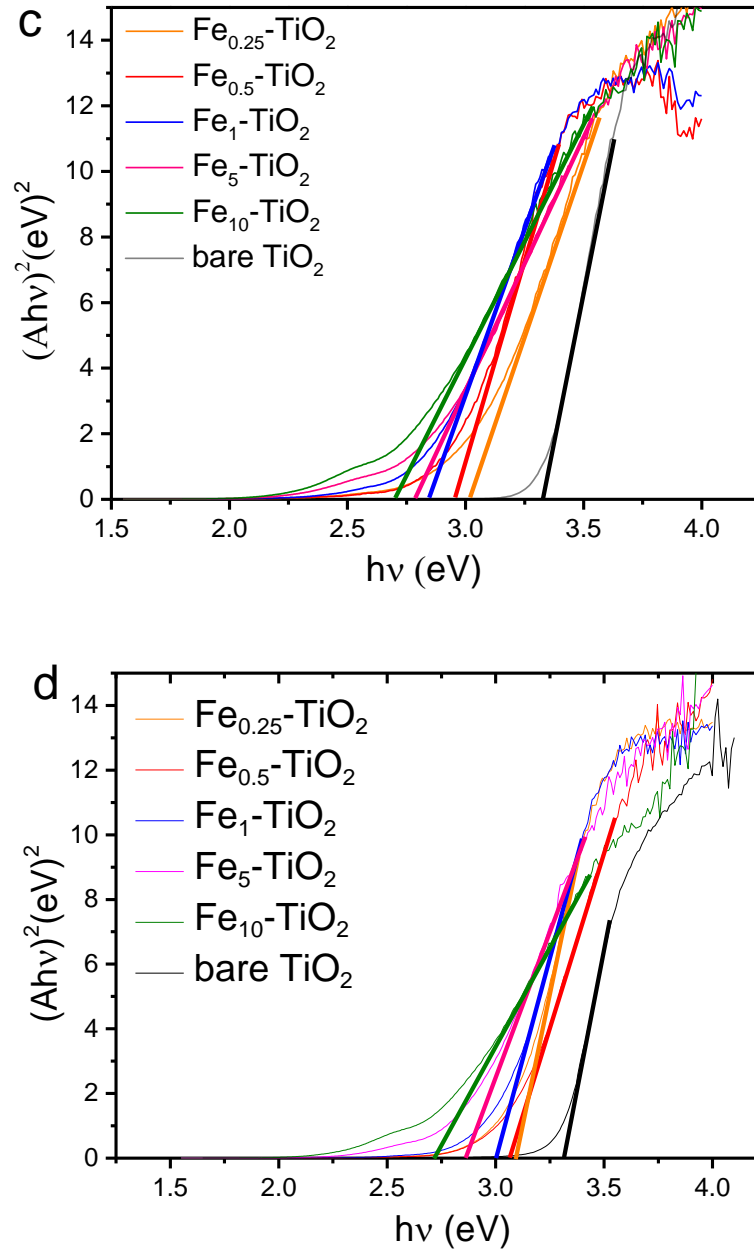 c
Fe0.25-TiO2
Fe0.5-TiO2
Fe1-TiO2
Fe5-TiO2
Fe10-TiO2
bare TiO2
(Ahν)2(eV)2
14
12
10
8
6
4
2
0
1.5 2.0 2.5 3.0 3.5 4.0
hν (eV)
d
Fe0.25-TiO2
Fe0.5-TiO2
Fe1-TiO2
Fe5-TiO2
Fe10-TiO2
bare TiO2
(Ahν)2(eV)2
14
12
10
8
6
4
2
0
1.5 2.0 2.5 3.0 3.5 4.0
hν (eV)